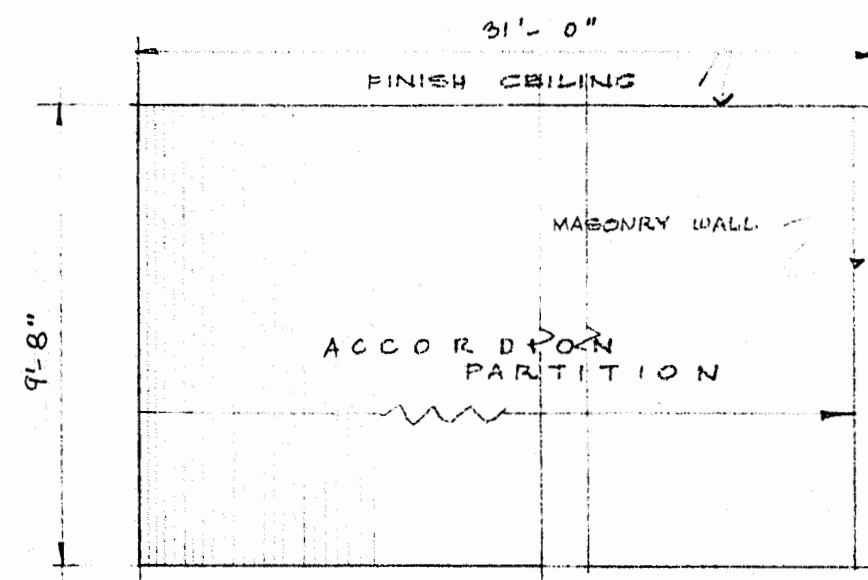 31'- 0"
FINISH CEILING
MASONRY WALL
9'-8"
ACCORDION
PARTITION